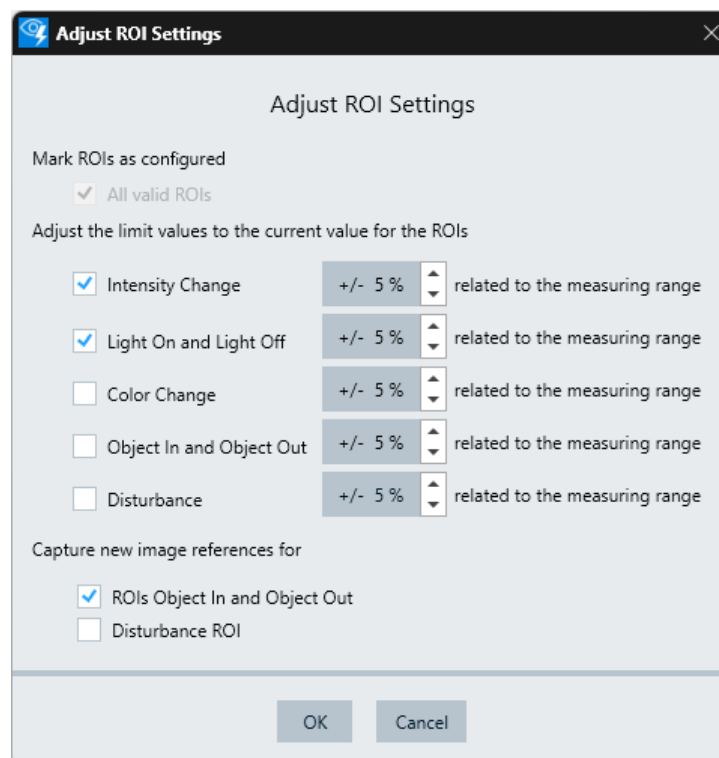 Adjust ROI Settings
Adjust ROI Settings
Mark ROIs as configured
All valid ROIs
Adjust the limit values to the current value for the ROIs
Intensity Change +/- 5 % related to the measuring range
Light On and Light Off +/- 5 % related to the measuring range
Color Change +/- 5 % related to the measuring range
Object In and Object Out +/- 5 % related to the measuring range
Disturbance +/- 5 % related to the measuring range
Capture new image references for
ROIs Object In and Object Out
Disturbance ROI
OK Cancel